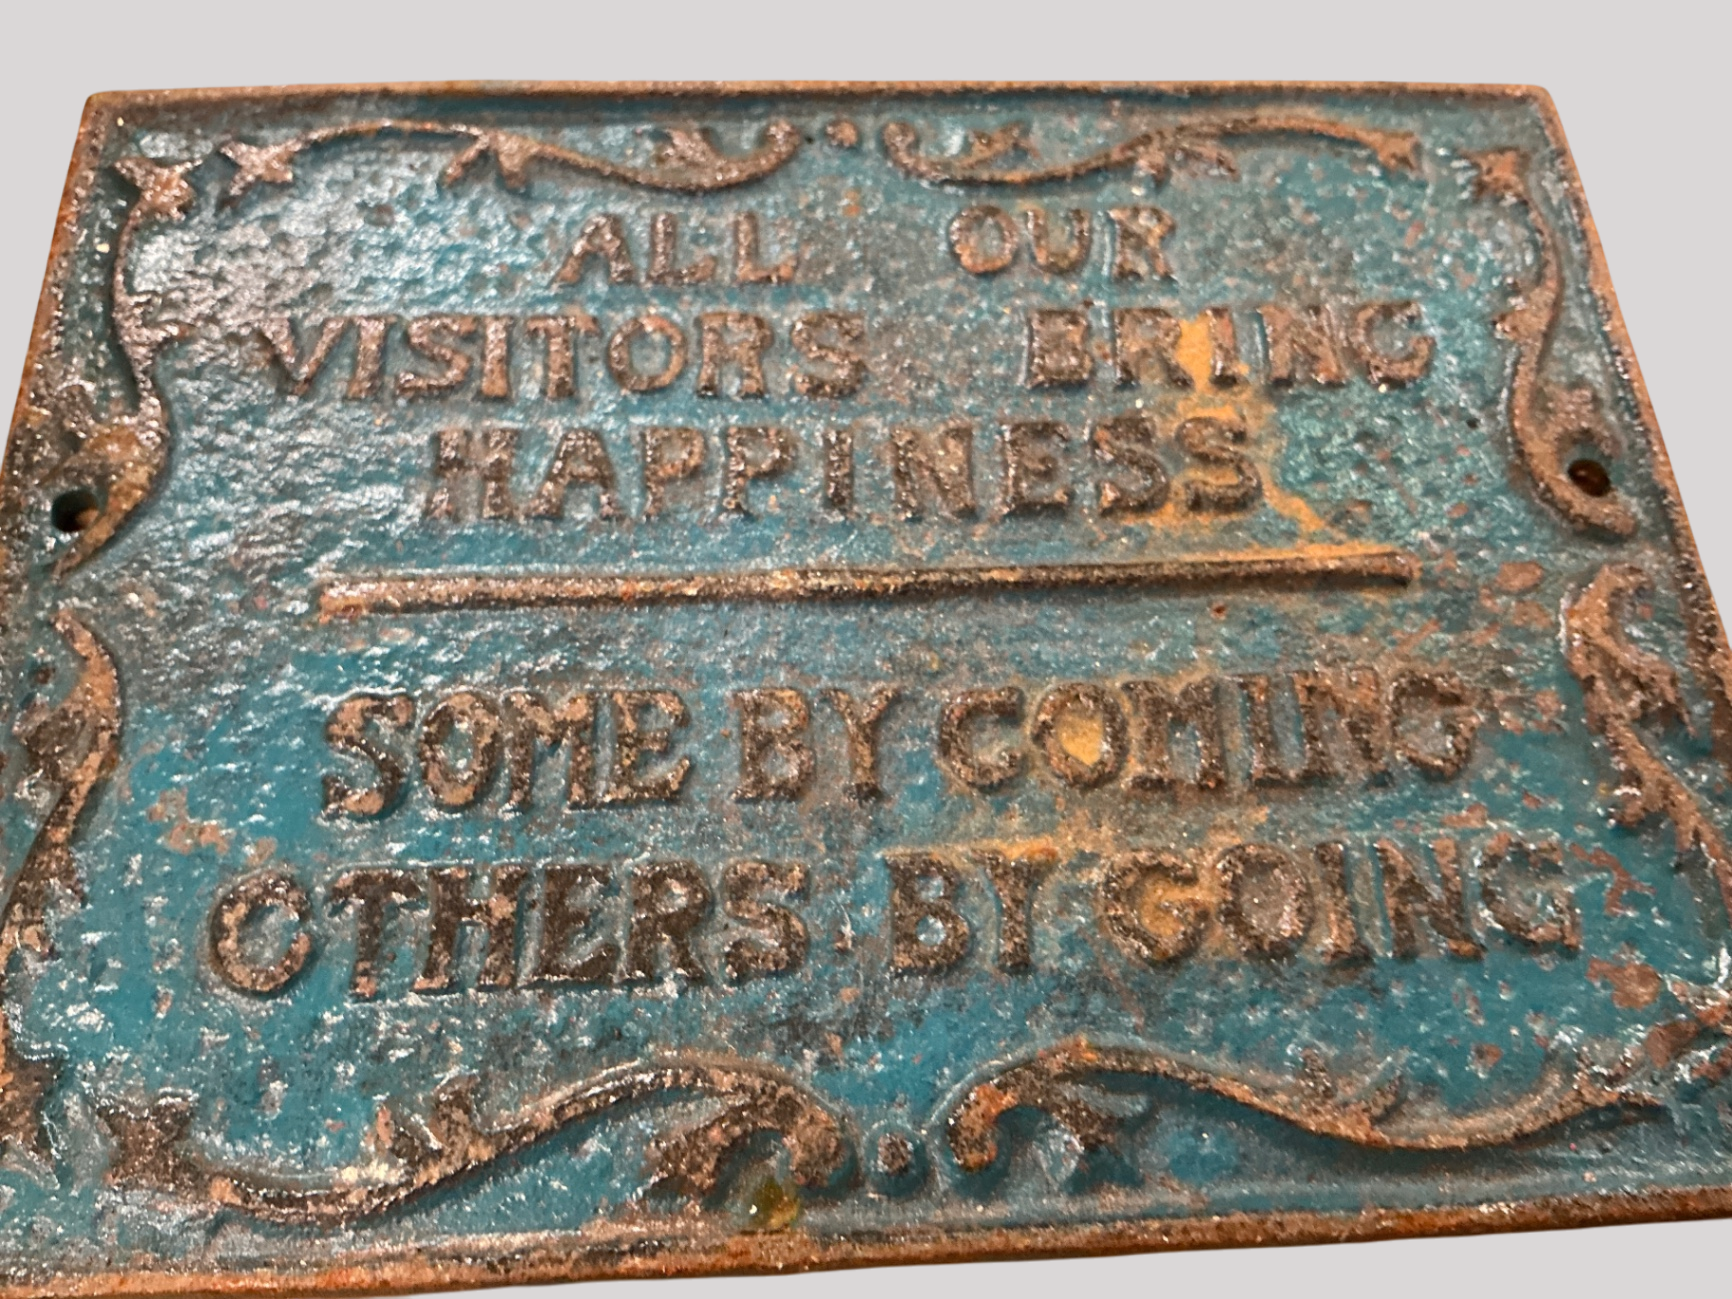 ALL OUR
VISITORS BRING
HAPPINESS
SOME BY COMING
OTHERS BY GOING